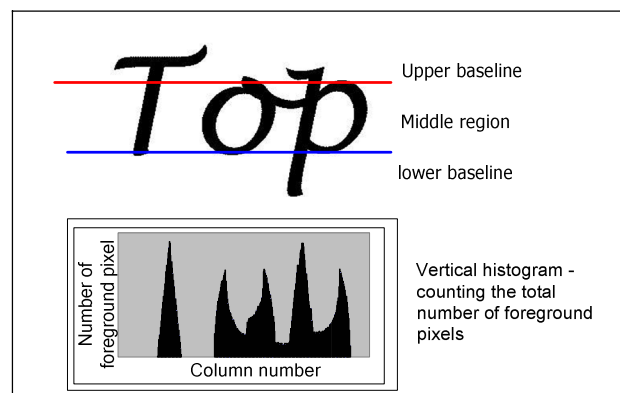 Top
Upper baseline
Middle region
lower baseline
Number of
foreground pixel
Column number
Vertical histogram -
counting the total
number of foreground
pixels